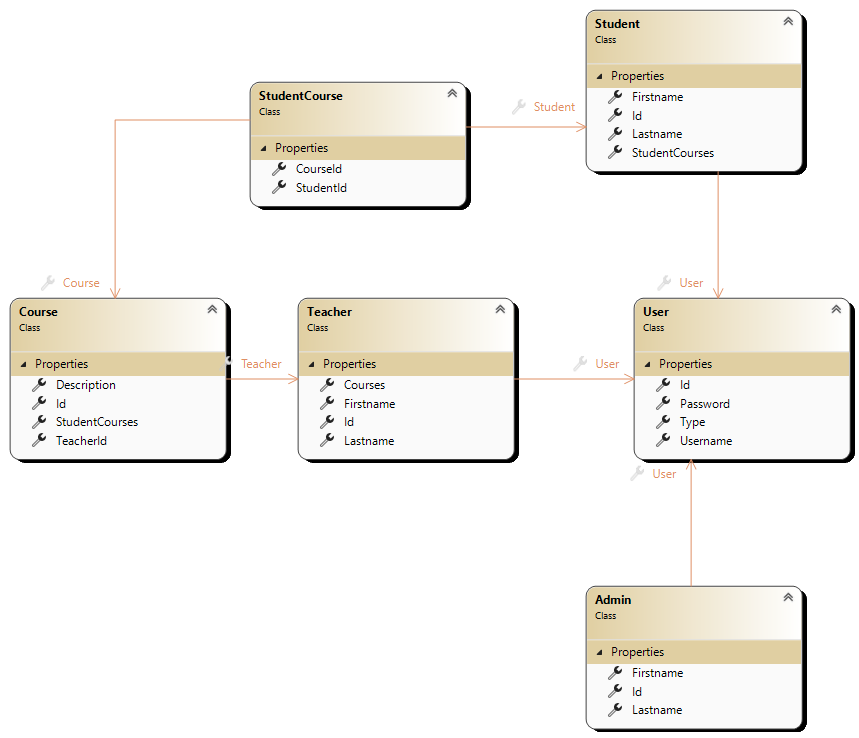 Student
Class
Properties
Firstname
Id
Lastname
StudentCourses
StudentCourse
Class
Properties
CourseId
StudentId
Student
Course
User
Course
Class
Properties
Description
Id
StudentCourses
TeacherId
Teacher
Teacher
Class
Properties
Courses
Firstname
Id
Lastname
User
User
Class
Properties
Id
Password
Type
Username
User
Admin
Class
Properties
Firstname
Id
Lastname